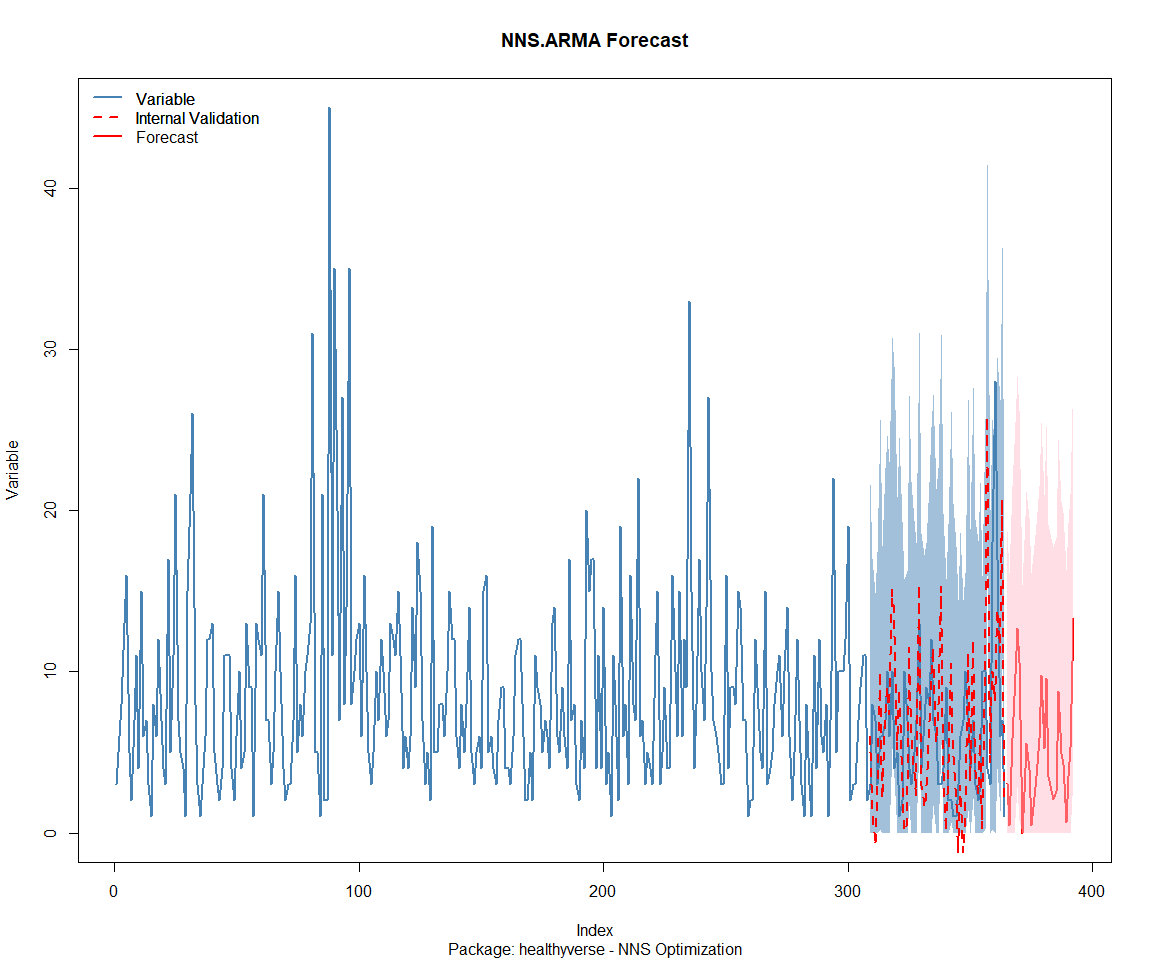 NNS.ARMA Forecast
Variable
Internal Validation
Forecast
40
30
20
10
0
Variable
0 100 200 300 400
Index
Package: healthyverse - NNS Optimization